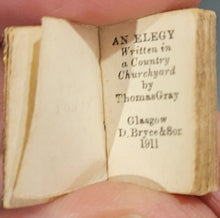 AN ELEGY
Written in
a Country
Churchyard
by
Thomas Gray
Glasgow
D. Bryce & Son
1911